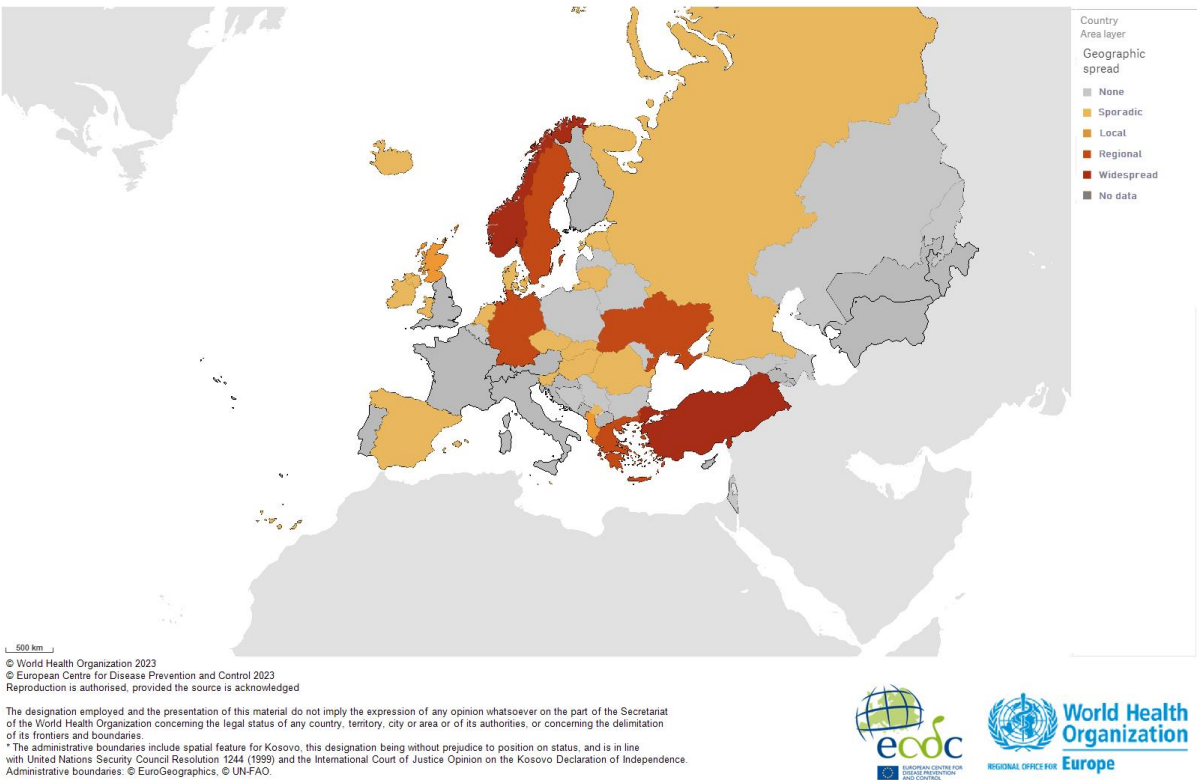 Country
Area layer
Geographic
spread
None
Sporadic
Local
Regional
Widespread
No data
500 km
© World Health Organization 2023
© European Centre for Disease Prevention and Control 2023
Reproduction is authorised, provided the source is acknowledged
The designation employed and the presentation of this material do not imply the expression of any opinion whatsoever on the part of the Secretariat
of the World Health Organization concerning the legal status of any country, territory, city or area or of its authorities, or concerning the delimitation
of its frontiers and boundaries.
* The administrative boundaries include spatial feature for Kosovo, this designation being without prejudice to position on status, and is in line
with United Nations Security Council Resolution 1244 (1999) and the International Court of Justice Opinion on the Kosovo Declaration of Independence.
Administrative boundaries: © EuroGeographics, © UN-FAO.
ecdc
EUROPEAN CENTRE FOR
DISEASE PREVENTION
AND CONTROL
World Health
Organization
REGIONAL OFFICE FOR Europe